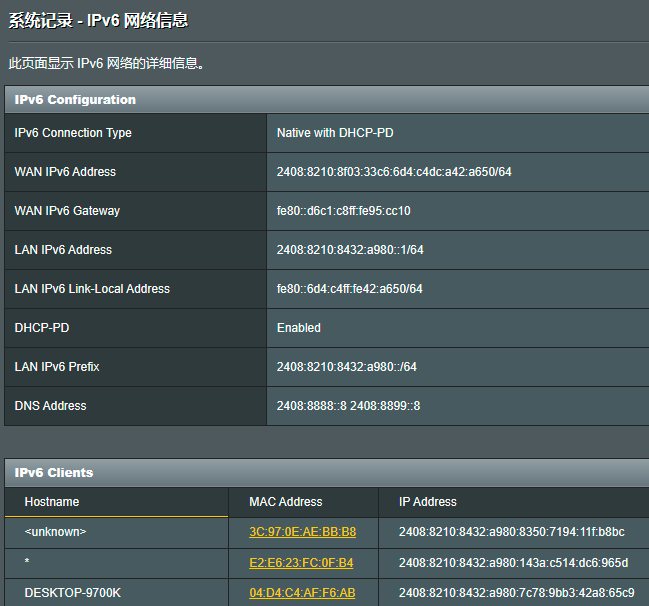 系统记录 - IPv6 网络信息
此页面显示 IPv6 网络的详细信息。
IPv6 Configuration
IPv6 Connection Type Native with DHCP-PD
WAN IPv6 Address 2408:8210:8f03:33c6:6d4:c4dc:a42:a650/64
WAN IPv6 Gateway fe80::d6c1:c8ff:fe95:cc10
LAN IPv6 Address 2408:8210:8432:a980::1/64
LAN IPv6 Link-Local Address fe80::6d4:c4ff:fe42:a650/64
DHCP-PD Enabled
LAN IPv6 Prefix 2408:8210:8432:a980::/64
DNS Address 2408:8888::8 2408:8899::8
IPv6 Clients
Hostname MAC Address IP Address
<unknown> 3C:97:0E:AE:BB:B8 2408:8210:8432:a980:8350:7194:11f:b8bc
* E2:E6:23:FC:0F:B4 2408:8210:8432:a980:143a:c514:dc6:965d
DESKTOP-9700K 04:D4:C4:AF:F6:AB 2408:8210:8432:a980:7c78:9bb3:42a8:65c9